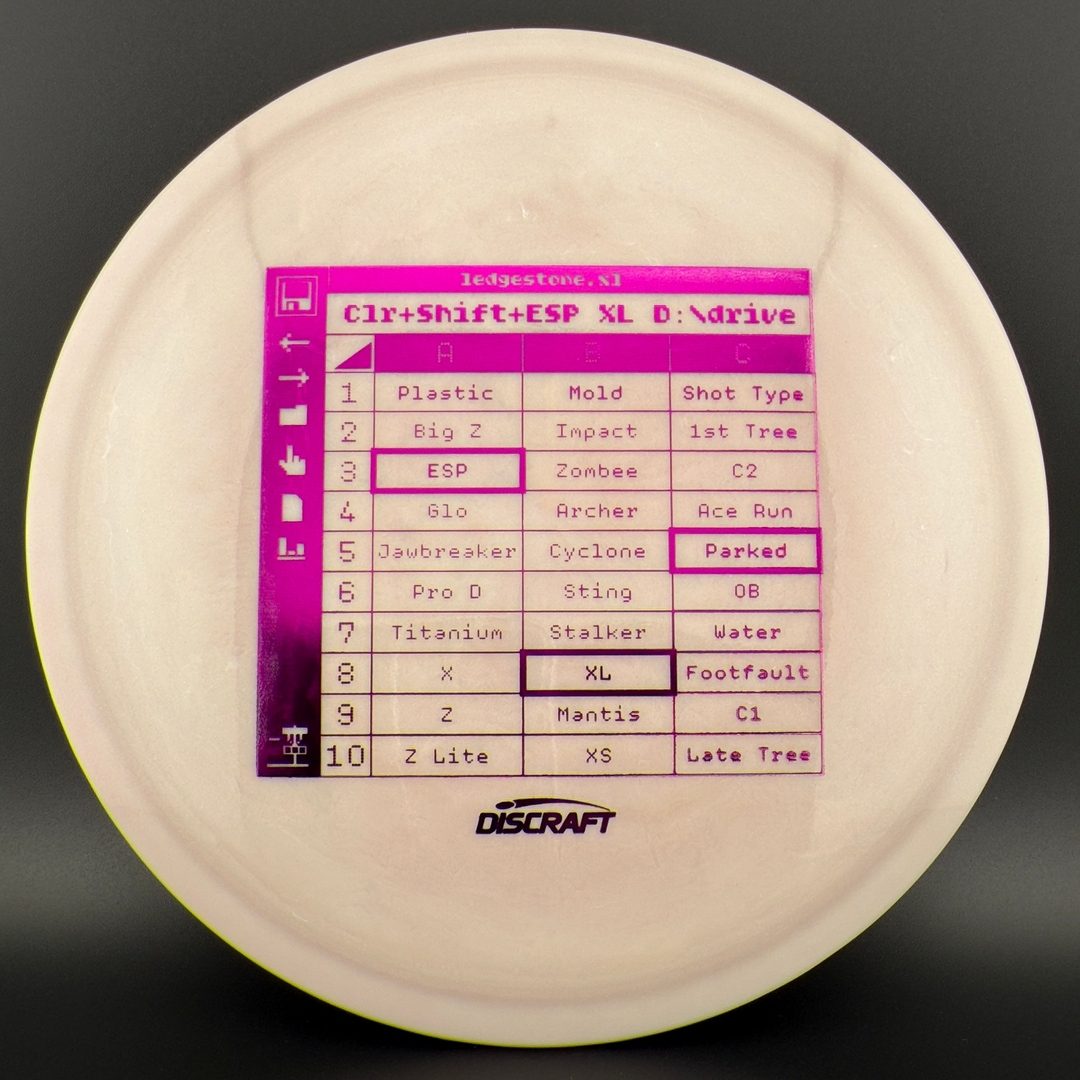 ledgestone.xl
Clr+Shift+ESP XL D:\drive
A B C
1 Plastic Mold Shot Type
2 Big Z Impact 1st Tree
3 ESP Zombee C2
4 Glo Archer Ace Run
5 Jawbreaker Cyclone Parked
6 Pro D Sting OB
7 Titanium Stalker Water
8 X XL Footfault
9 Z Mantis C1
10 Z Lite XS Late Tree
DISCRAFT